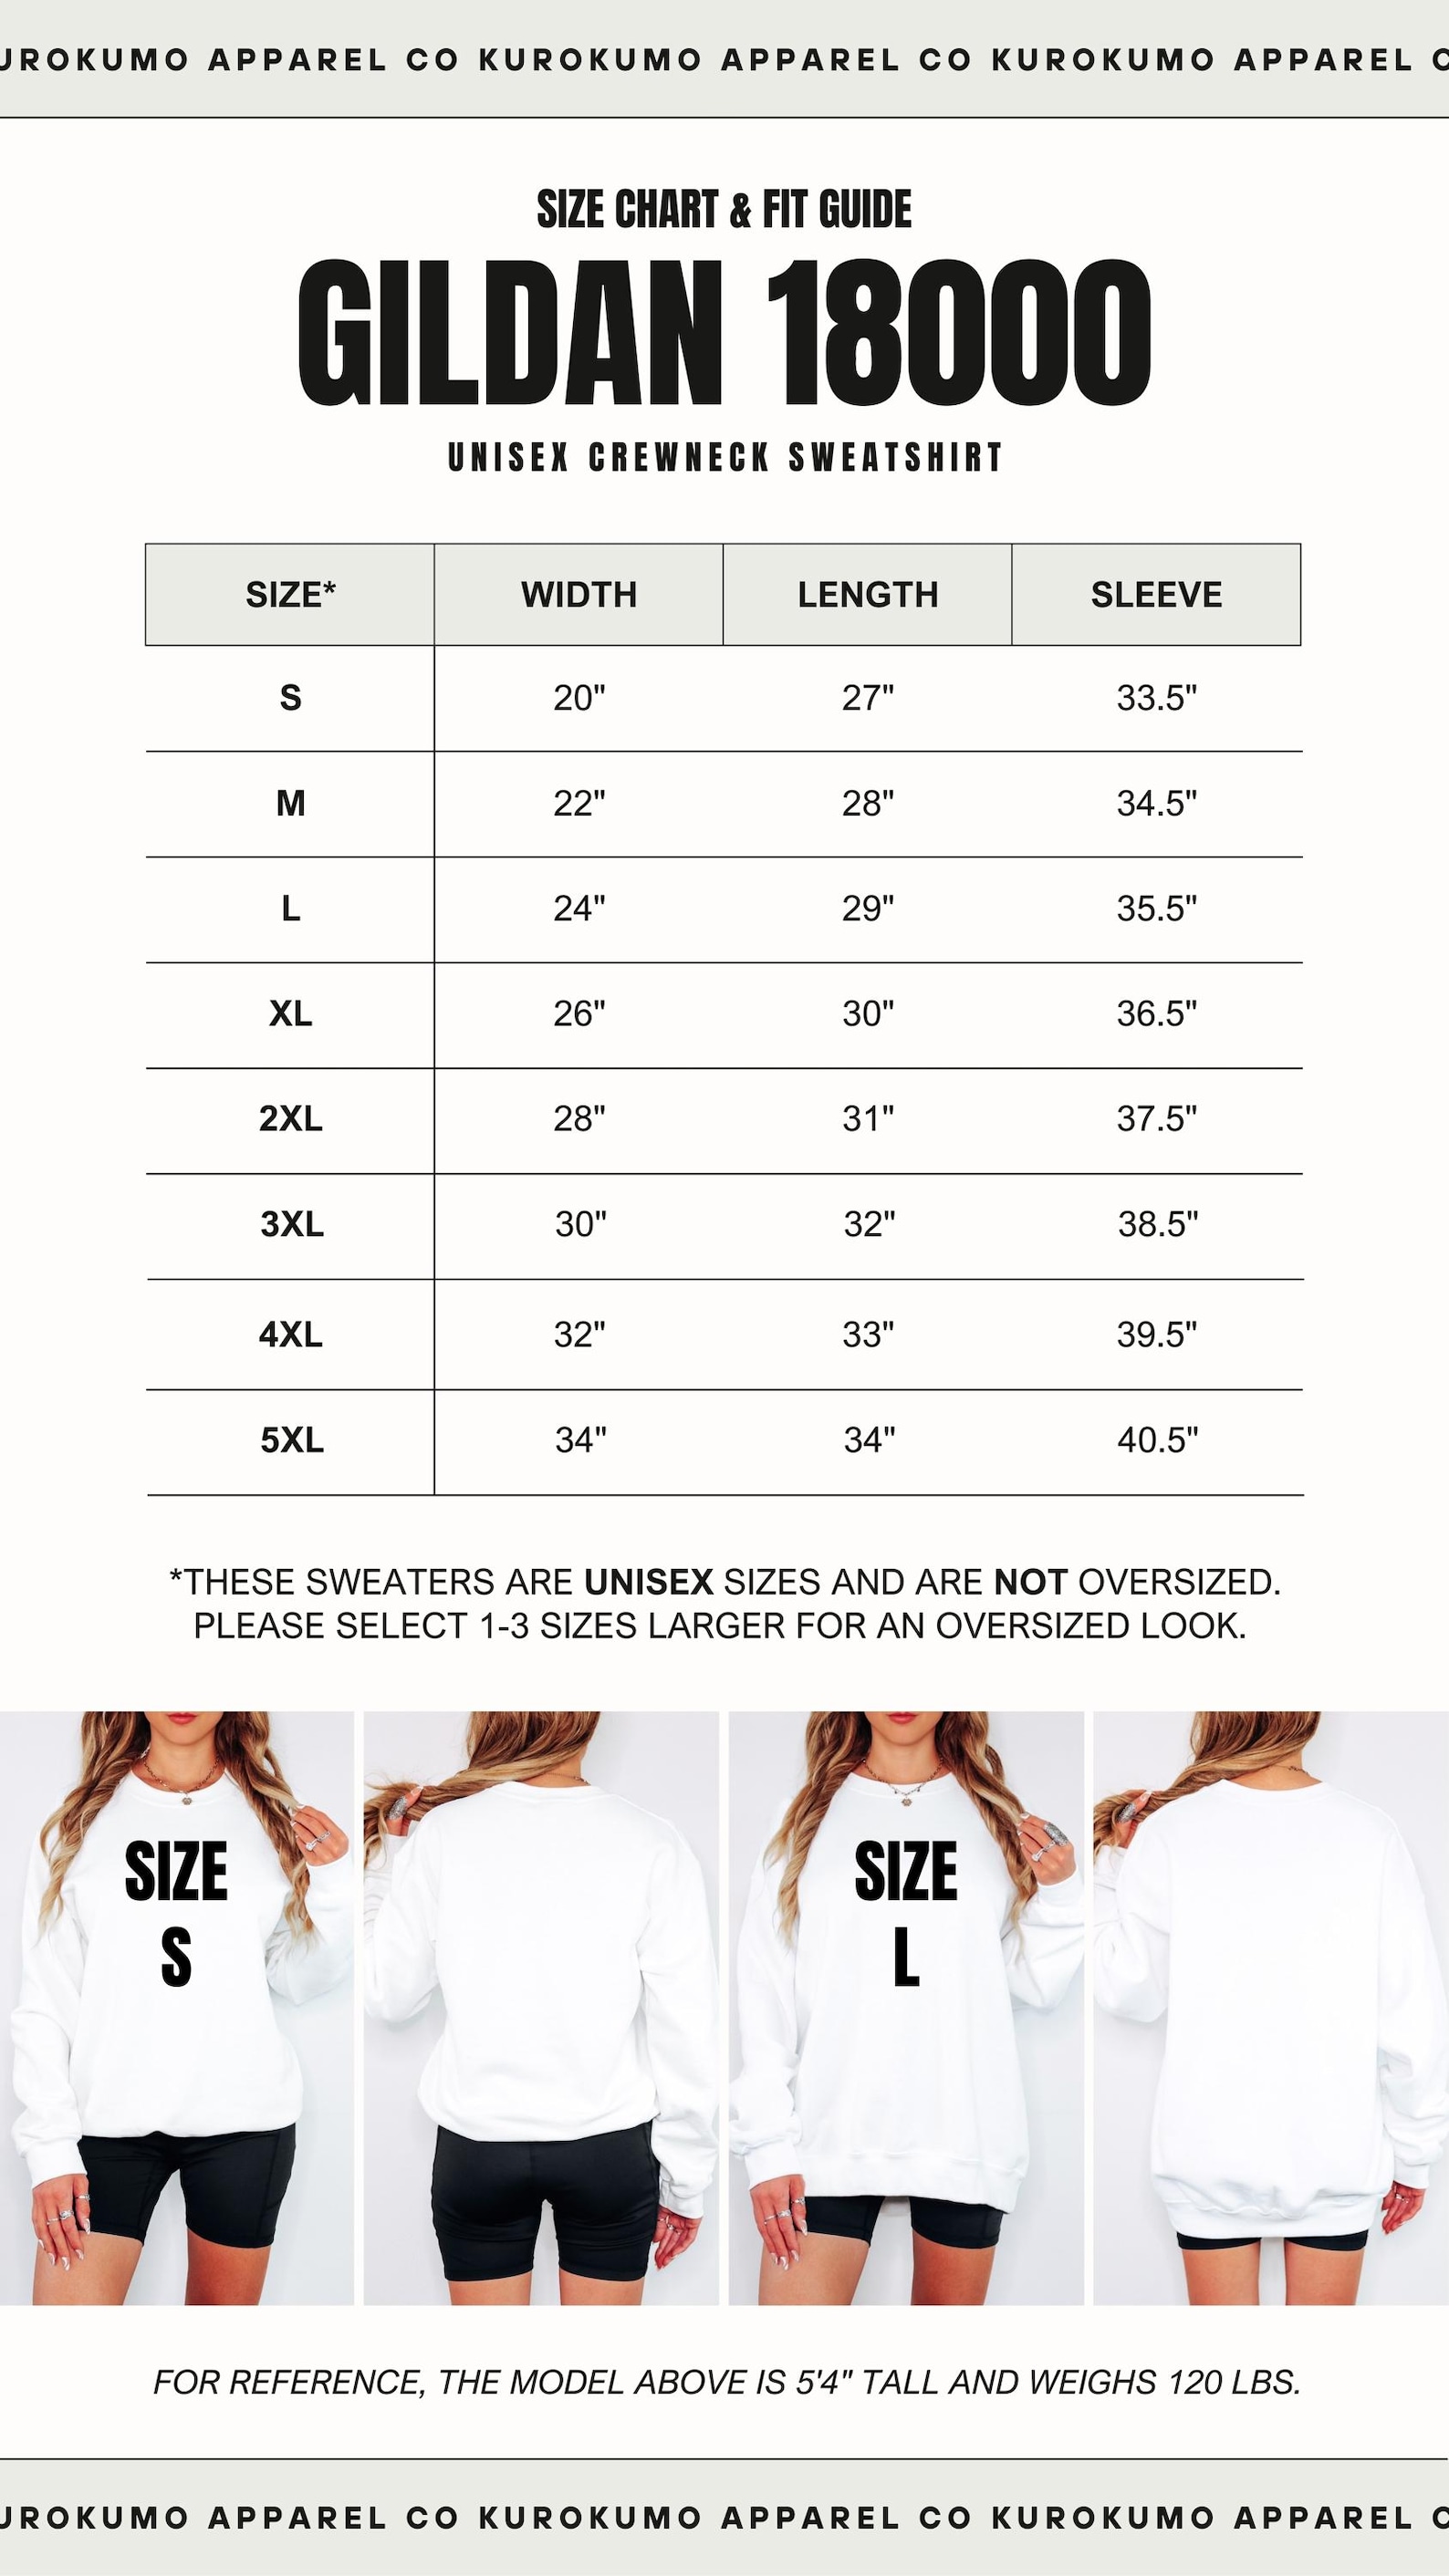 UROKUMO APPAREL CO KUROKUMO APPAREL CO KUROKUMO APPAREL C
SIZE CHART & FIT GUIDE
GILDAN 18000
UNISEX CREWNECK SWEATSHIRT
SIZE* WIDTH LENGTH SLEEVE
S 20" 27" 33.5"
M 22" 28" 34.5"
L 24" 29" 35.5"
XL 26" 30" 36.5"
2XL 28" 31" 37.5"
3XL 30" 32" 38.5"
4XL 32" 33" 39.5"
5XL 34" 34" 40.5"
*THESE SWEATERS ARE UNISEX SIZES AND ARE NOT OVERSIZED.
PLEASE SELECT 1-3 SIZES LARGER FOR AN OVERSIZED LOOK.
SIZE
S
SIZE
L
FOR REFERENCE, THE MODEL ABOVE IS 5'4" TALL AND WEIGHS 120 LBS.
UROKUMO APPAREL CO KUROKUMO APPAREL CO KUROKUMO APPAREL C